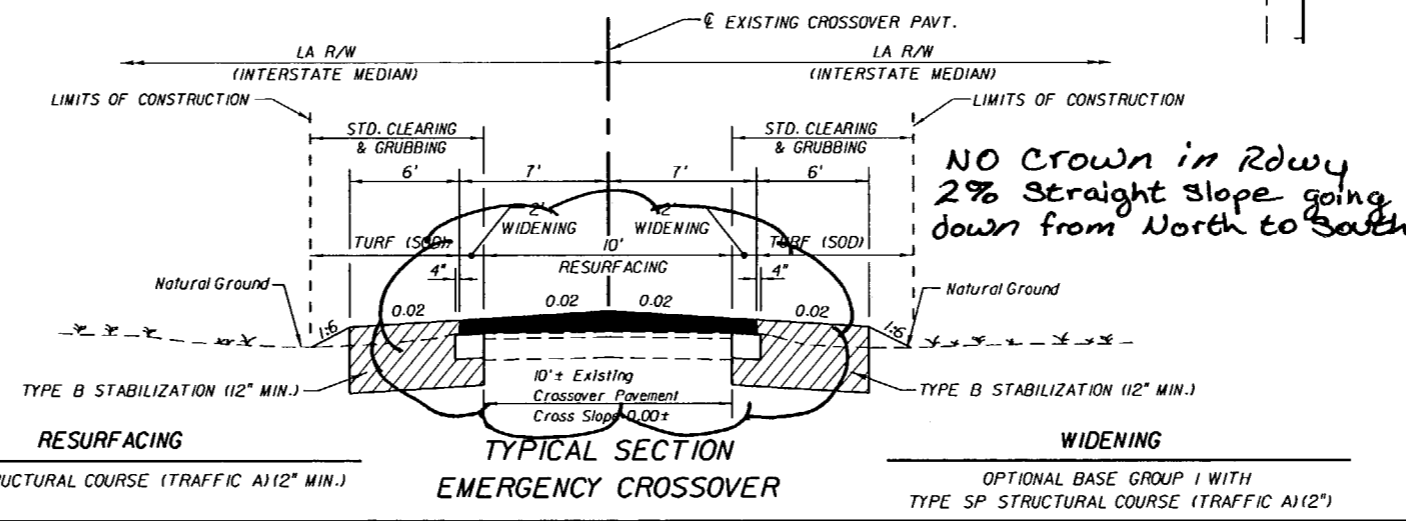 ℄ EXISTING CROSSOVER PAVT.
LA R/W
(INTERSTATE MEDIAN)
LA R/W
(INTERSTATE MEDIAN)
LIMITS OF CONSTRUCTION
LIMITS OF CONSTRUCTION
STD. CLEARING
& GRUBBING
STD. CLEARING
& GRUBBING
6'
7'
7'
6'
NO Crown in Rdwy
2% Straight Slope going
down from North to South
2'
WIDENING
2'
WIDENING
TURF (SOD)
10'
RESURFACING
TURF (SOD)
4"
4"
Natural Ground
Natural Ground
0.02
0.02
0.02
0.02
1:6
1:6
TYPE B STABILIZATION (12" MIN.)
10'± Existing
Crossover Pavement
Cross Slope 0.00±
TYPE B STABILIZATION (12" MIN.)
RESURFACING
UCTURAL COURSE (TRAFFIC A)(2" MIN.)
TYPICAL SECTION
EMERGENCY CROSSOVER
WIDENING
OPTIONAL BASE GROUP 1 WITH
TYPE SP STRUCTURAL COURSE (TRAFFIC A)(2")